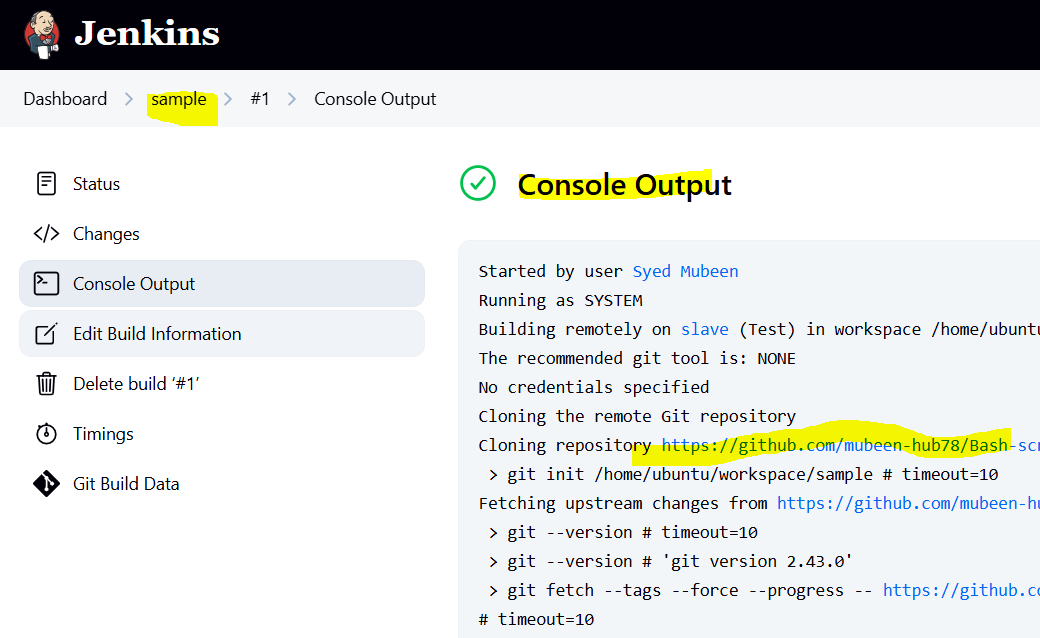 Jenkins
Dashboard > sample > #1 > Console Output
Status
Changes
Console Output
Edit Build Information
Delete build ‘#1’
Timings
Git Build Data
Console Output
Started by user Syed Mubeen
Running as SYSTEM
Building remotely on slave (Test) in workspace /home/ubuntu
The recommended git tool is: NONE
No credentials specified
Cloning the remote Git repository
Cloning repository https://github.com/mubeen-hub78/Bash-scr
> git init /home/ubuntu/workspace/sample # timeout=10
Fetching upstream changes from https://github.com/mubeen-hu
> git --version # timeout=10
> git --version # 'git version 2.43.0'
> git fetch --tags --force --progress -- https://github.co
# timeout=10